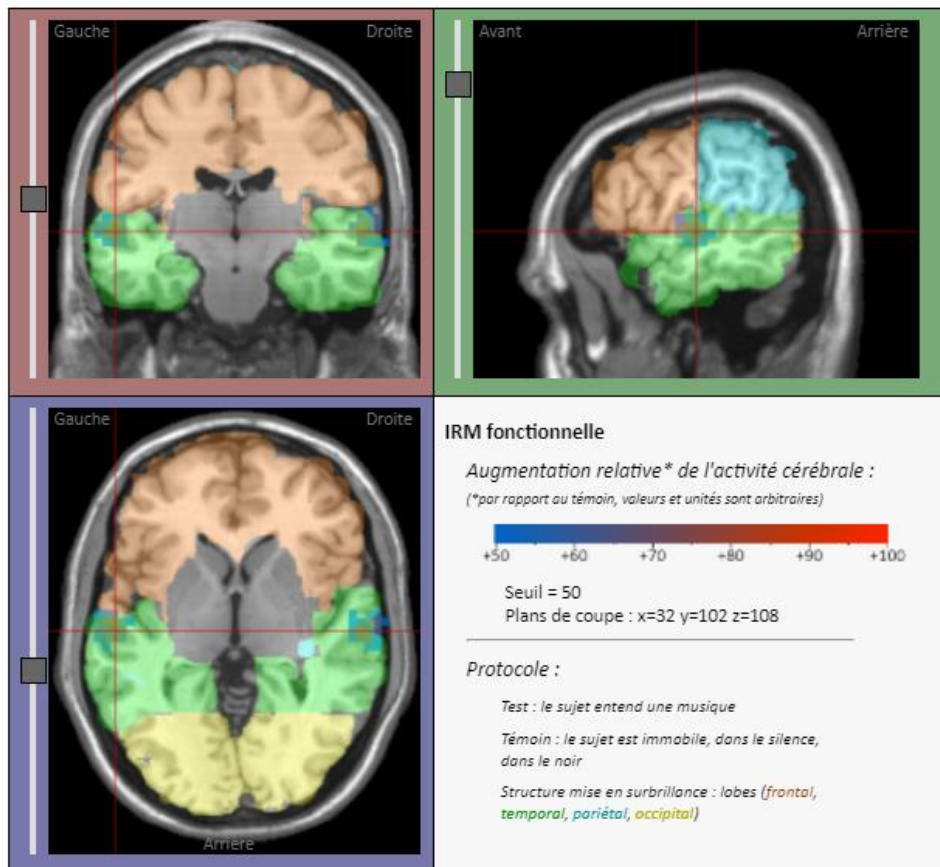 Gauche Droite
Avant Arrière
Gauche Droite
Arrière
IRM fonctionnelle
Augmentation relative* de l'activité cérébrale :
(*par rapport au témoin, valeurs et unités sont arbitraires)
+50 +60 +70 +80 +90 +100
Seuil = 50
Plans de coupe : x=32 y=102 z=108
Protocole :
Test : le sujet entend une musique
Témoin : le sujet est immobile, dans le silence,
dans le noir
Structure mise en surbrillance : lobes (frontal,
temporal, pariétal, occipital)